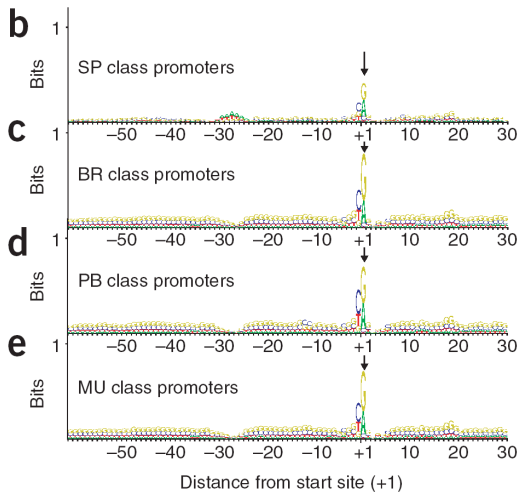 b
1
Bits
SP class promoters
−50 −40 −30 −20 −10 +1 10 20 30
c
1
Bits
BR class promoters
−50 −40 −30 −20 −10 +1 10 20 30
d
1
Bits
PB class promoters
−50 −40 −30 −20 −10 +1 10 20 30
e
1
Bits
MU class promoters
−50 −40 −30 −20 −10 +1 10 20 30
Distance from start site (+1)